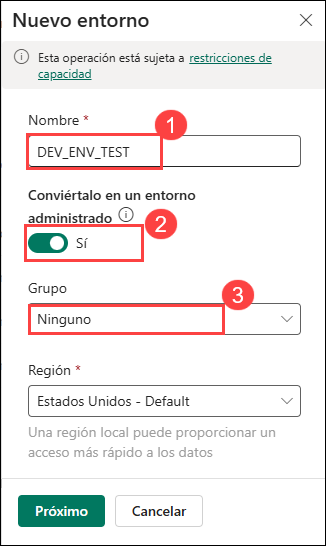 Nuevo entorno
Esta operación está sujeta a restricciones de
capacidad
Nombre *
1
DEV_ENV_TEST
Conviértalo en un entorno
administrado
2
Sí
Grupo
3
Ninguno
Región *
Estados Unidos - Default
Una región local puede proporcionar un
acceso más rápido a los datos
Próximo
Cancelar